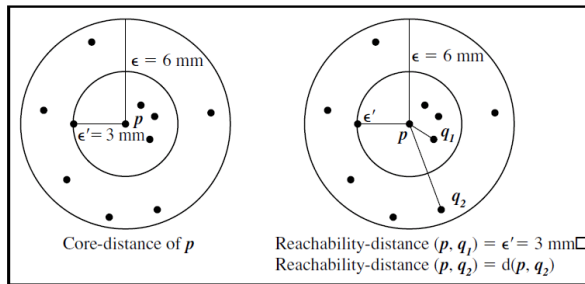 ϵ = 6 mm
p
ϵ′= 3 mm
Core-distance of p
ϵ = 6 mm
ϵ′
p
q1
q2
Reachability-distance (p, q1) = ϵ′= 3 mm□
Reachability-distance (p, q2) = d(p, q2)